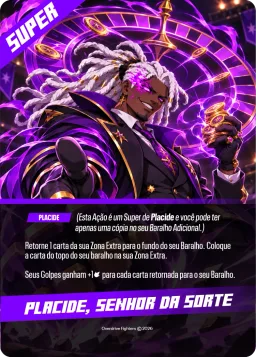 SUPER
PLACIDE
(Esta Ação é um Super de Placide e você pode ter
apenas uma cópia no seu Baralho Adicional.)
Retorne 1 carta da sua Zona Extra para o fundo do seu Baralho. Coloque
a carta do topo do seu baralho na sua Zona Extra.
Seus Golpes ganham +1 para cada carta retornada para o seu Baralho.
PLACIDE, SENHOR DA SORTE
Overdrive Fightions © 2026